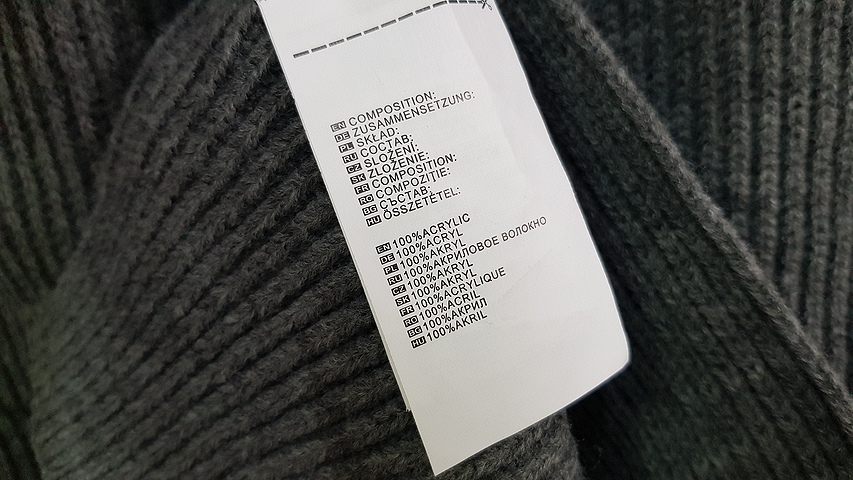 EN COMPOSITION:
DE ZUSAMMENSETZUNG:
PL SKŁAD:
RU СОСТАВ:
CZ SLOŽENÍ:
SK ZLOŽENIE:
FR COMPOSITION:
RO COMPOZITIE:
BG СЪСТАВ:
HU ÖSSZETÉTEL:
EN 100%ACRYLIC
DE 100%ACRYL
PL 100%AKRYL
RU 100%АКРИЛОВОЕ ВОЛОКНО
CZ 100%AKRYL
SK 100%AKRYL
FR 100%ACRYLIQUE
RO 100%ACRIL
BG 100%АКРИЛ
HU 100%AKRIL